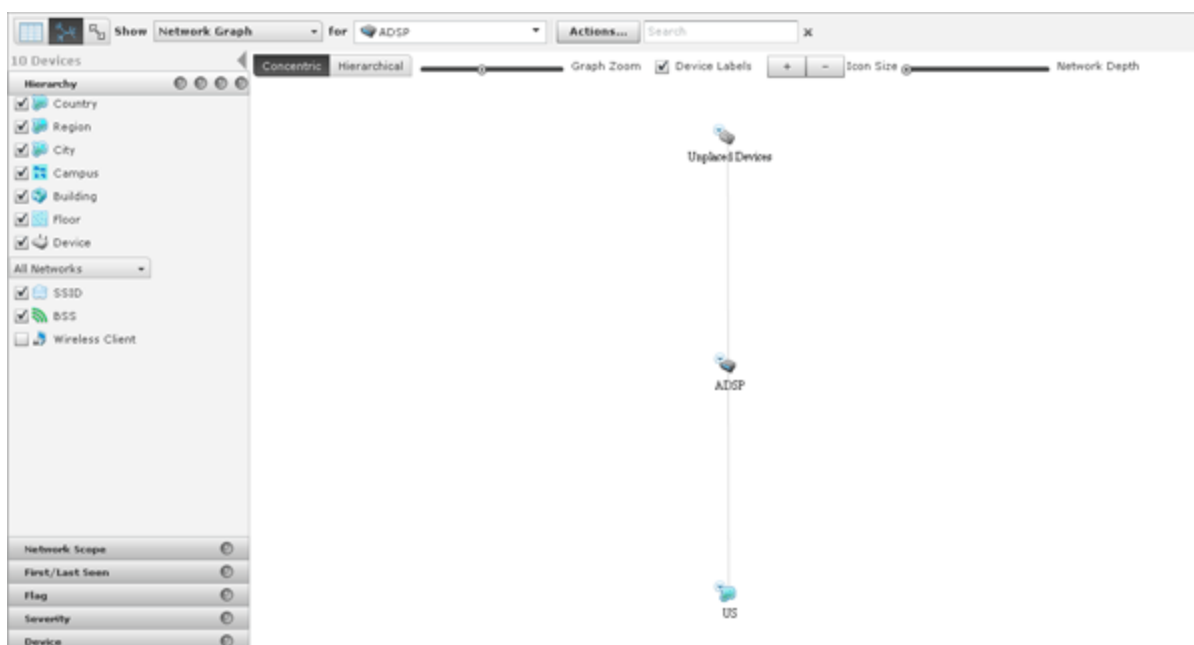 Show Network Graph for ADSP Actions... Search x
10 Devices
Concentric Hierarchical Graph Zoom Device Labels + - Icon Size Network Depth
Hierarchy
Country
Region
City
Campus
Building
Floor
Device
All Networks
SSID
BSS
Wireless Client
Unplaced Devices
ADSP
US
Network Scope
First/Last Seen
Flag
Severity
Device